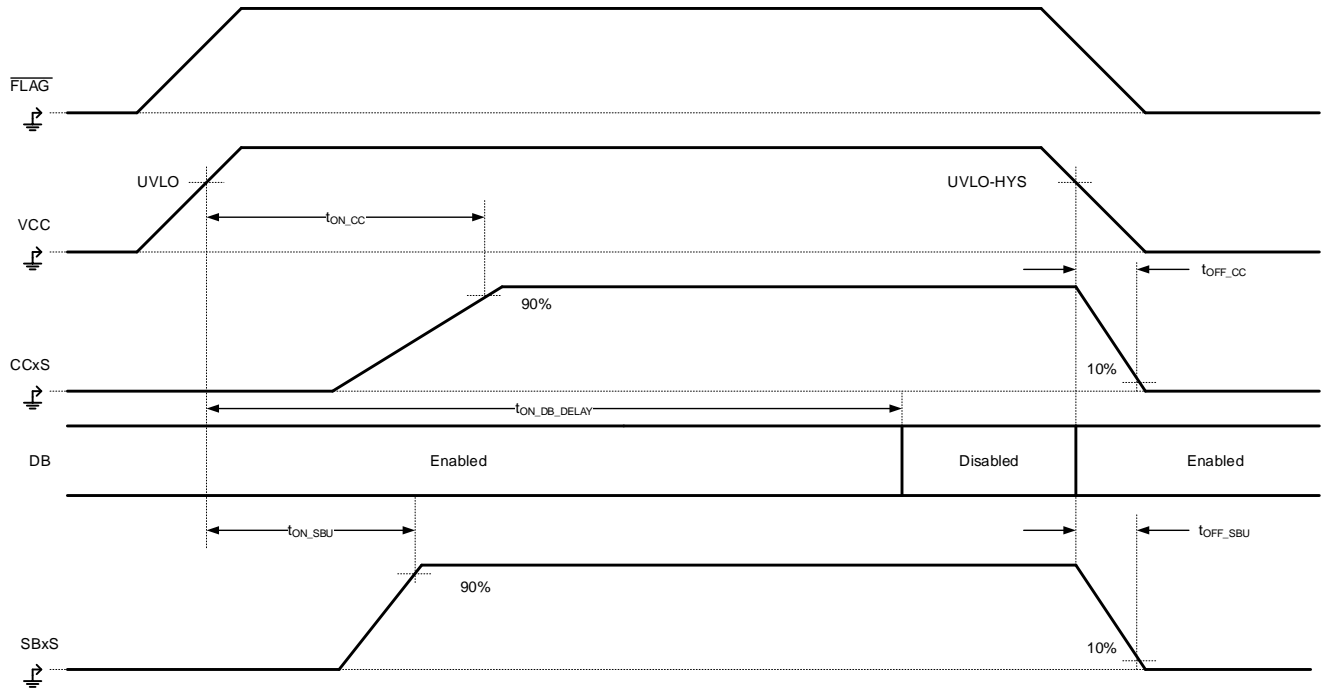 FLAG
UVLO
UVLO-HYS
VCC
tON_CC
tOFF_CC
90%
CCxS
10%
tON_DB_DELAY
DB
Enabled
Disabled
Enabled
tON_SBU
tOFF_SBU
90%
SBxS
10%